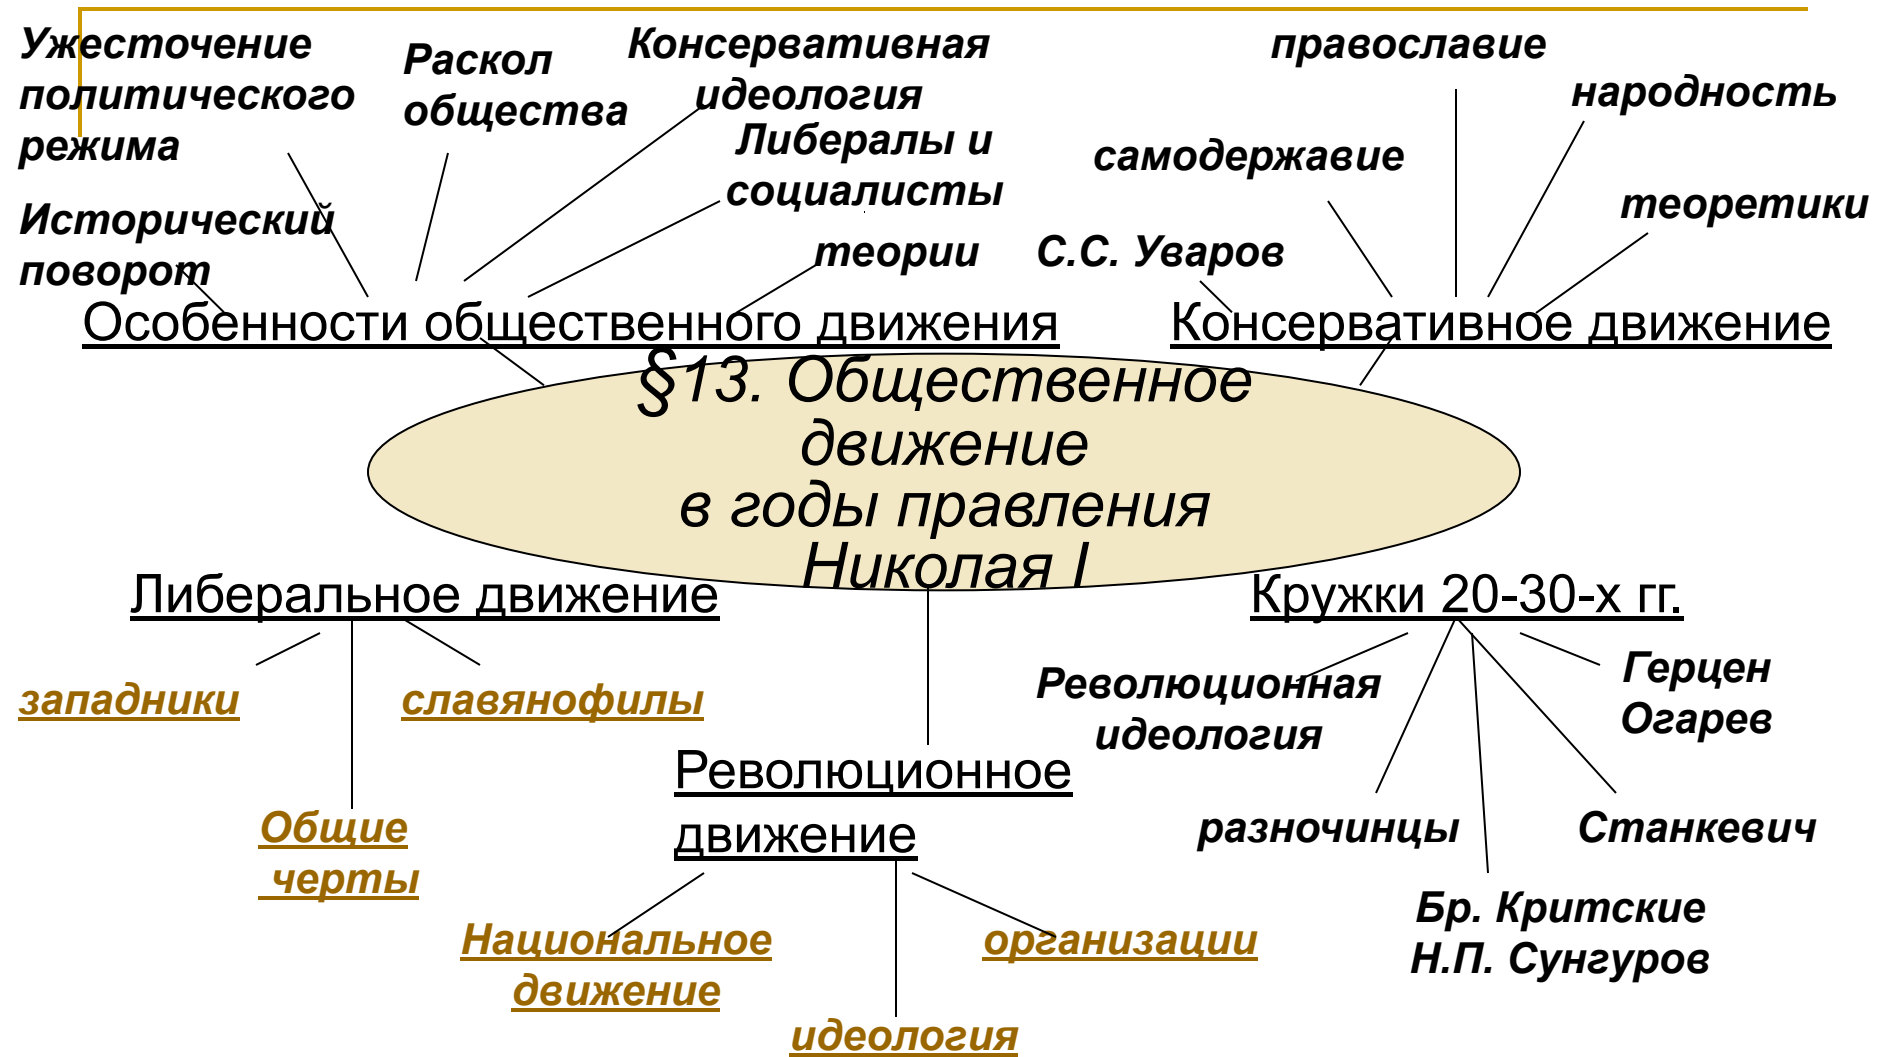 Ужесточение
политического
режима
Раскол
общества
Консервативная
идеология
Либералы и
социалисты
теории
Исторический
поворот
Особенности общественного движения
православие
народность
самодержавие
теоретики
С.С. Уваров
Консервативное движение
§13. Общественное
движение
в годы правления
Николая I
Либеральное движение
западники
славянофилы
Общие
черты
Революционное
движение
Национальное
движение
организации
идеология
Кружки 20-30-х гг.
Революционная
идеология
Герцен
Огарев
разночинцы
Станкевич
Бр. Критские
Н.П. Сунгуров